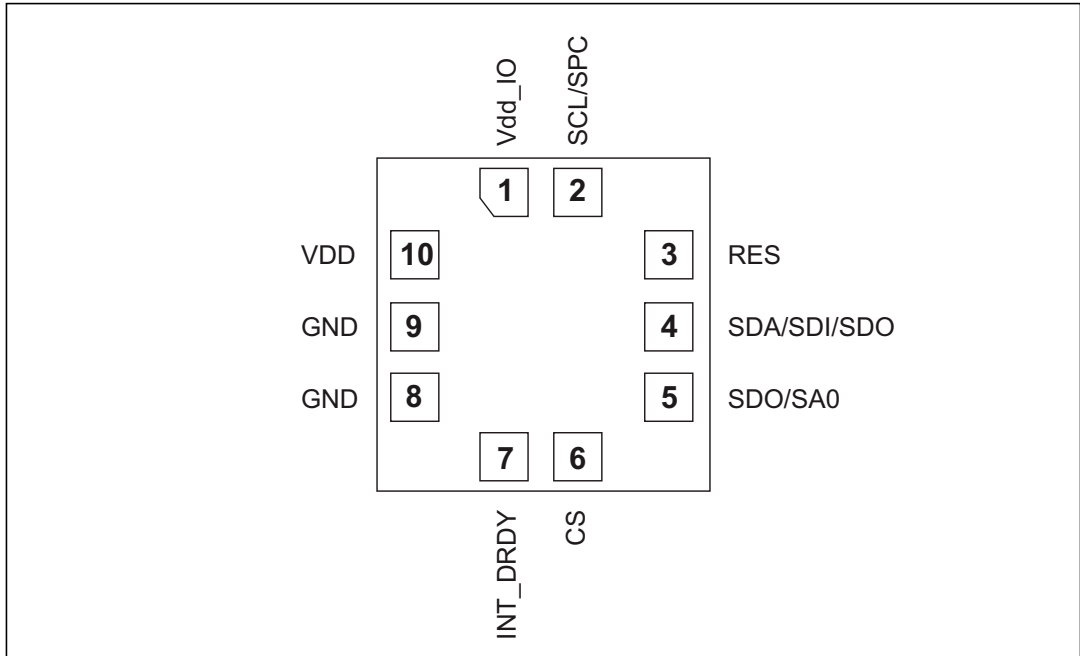 Vdd_IO
SCL/SPC
1
2
VDD
10
3
RES
GND
9
4
SDA/SDI/SDO
GND
8
5
SDO/SA0
7
6
INT_DRDY
CS